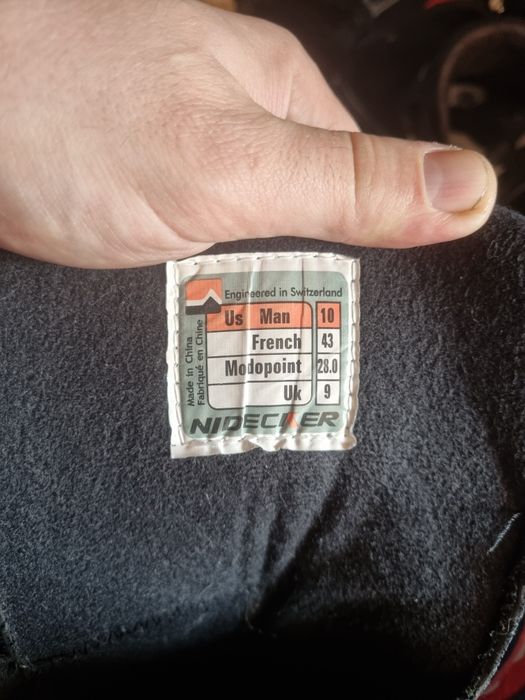 Engineered in Switzerland
Made in China
Fabriqué en Chine
Us Man 10
French 43
Modopoint 28.0
Uk 9
NIDECKER